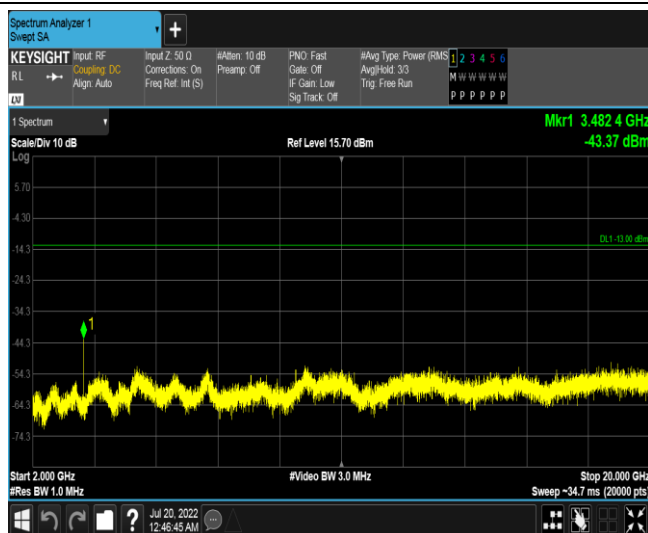 Spectrum Analyzer 1
Swept SA
+
KEYSIGHT
RL
LXI
Input: RF
Coupling: DC
Align: Auto
Input Z: 50 Ω
Corrections: On
Freq Ref: Int (S)
#Atten: 10 dB
Preamp: Off
PNO: Fast
Gate: Off
IF Gain: Low
Sig Track: Off
#Avg Type: Power (RMS
Avg|Hold: 3/3
Trig: Free Run
1 2 3 4 5 6
M W W W W W
P P P P P P
1 Spectrum
Mkr1 3.482 4 GHz
Scale/Div 10 dB
Ref Level 15.70 dBm
-43.37 dBm
Log
5.70
-4.30
DL1 -13.00 dBm
-14.3
-24.3
-34.3
1
-44.3
-54.3
-64.3
-74.3
Start 2.000 GHz
#Video BW 3.0 MHz
Stop 20.000 GHz
#Res BW 1.0 MHz
Sweep ~34.7 ms (20000 pts)
?
Jul 20, 2022
12:46:45 AM